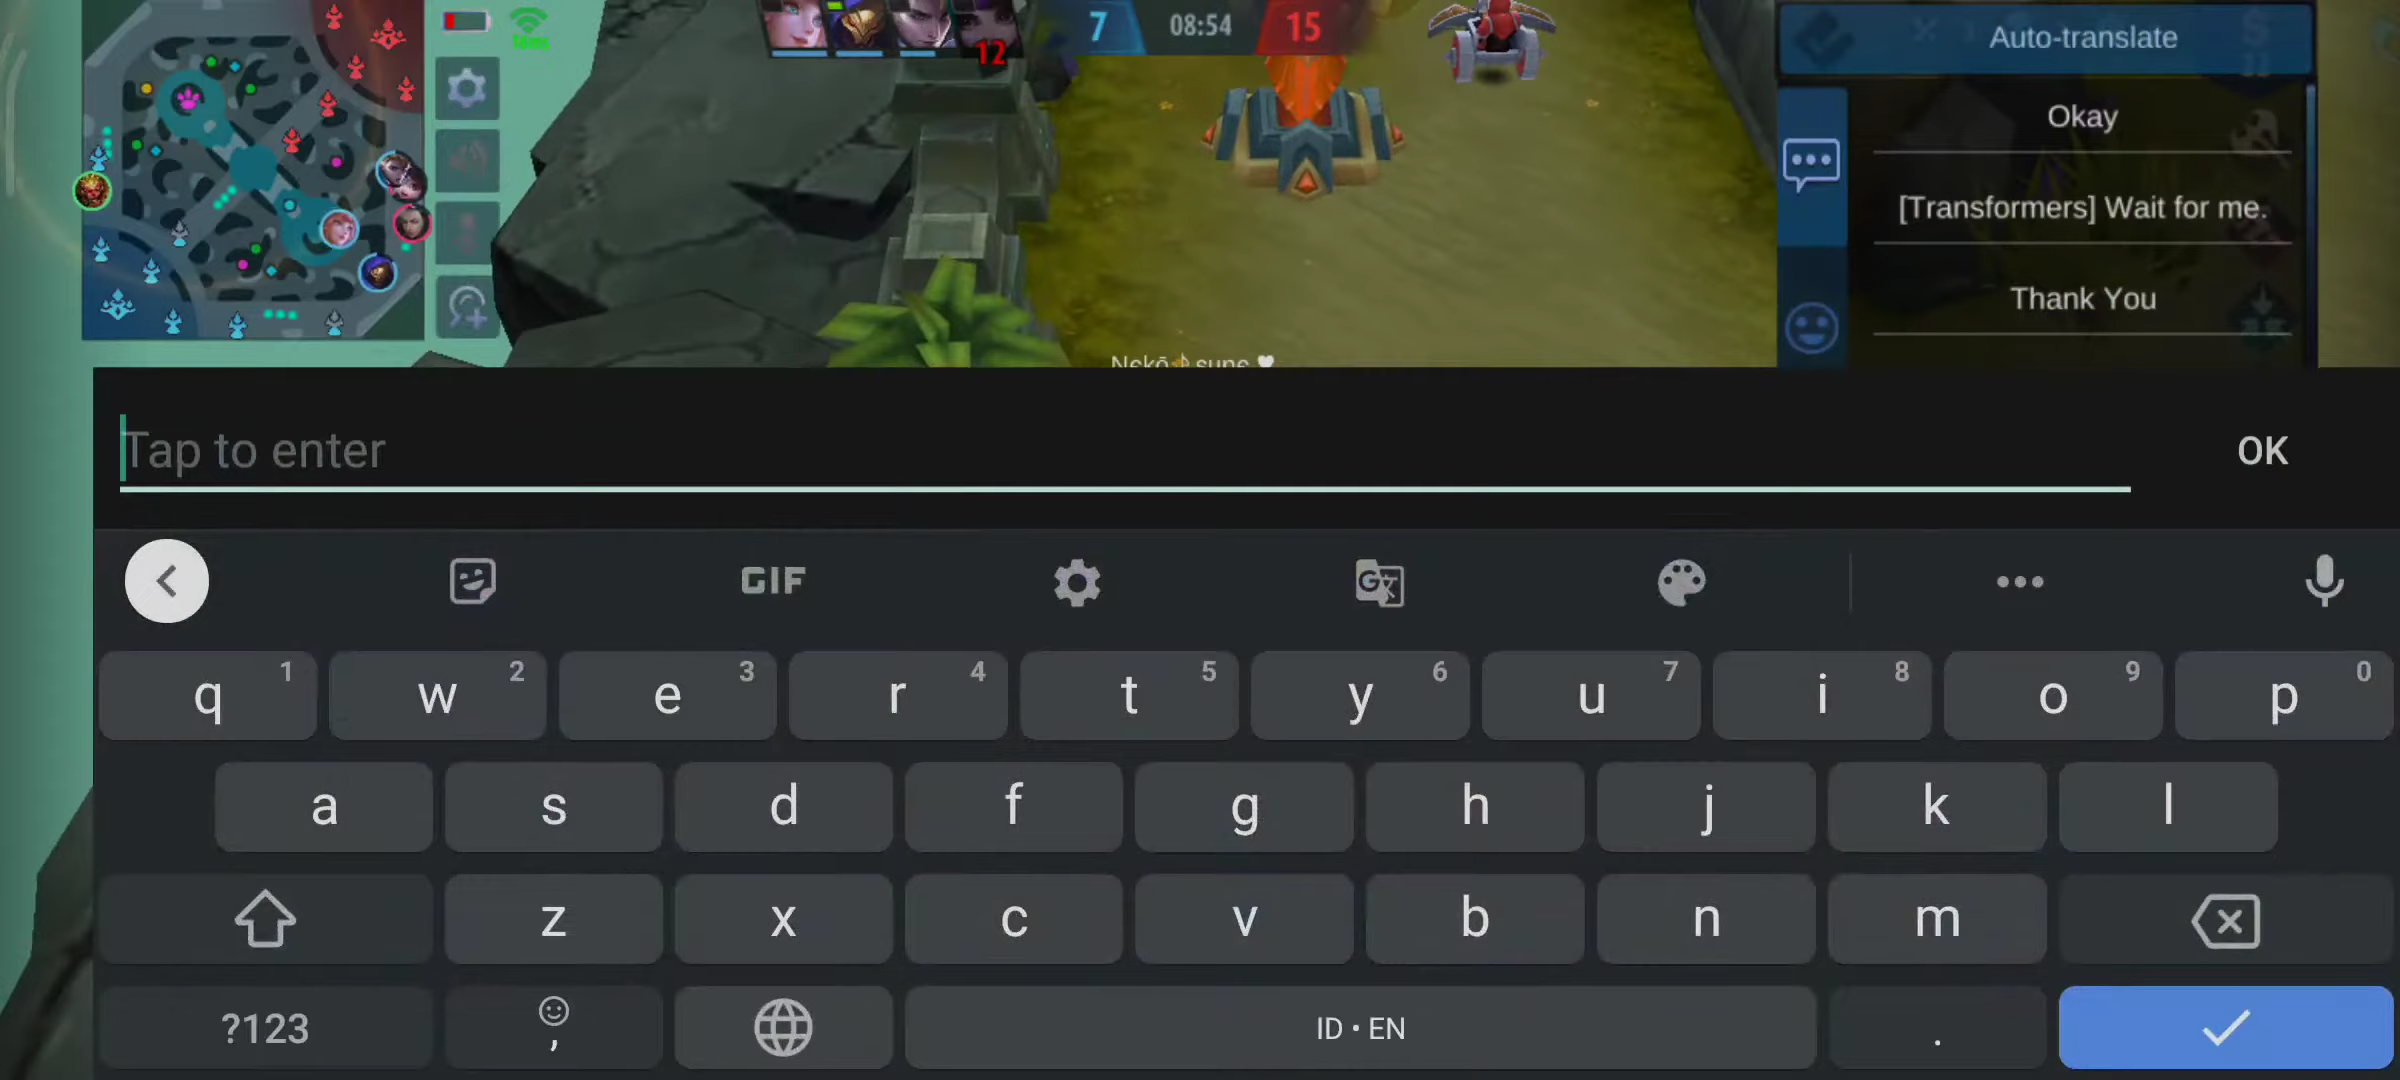 16ms
12
7 08:54 15
Auto-translate
Okay
[Transformers] Wait for me.
Thank You
Tap to enter
OK
GIF
q 1 w 2 e 3 r 4 t 5 y 6 u 7 i 8 o 9 p 0
a s d f g h j k l
z x c v b n m
?123 , ID • EN .